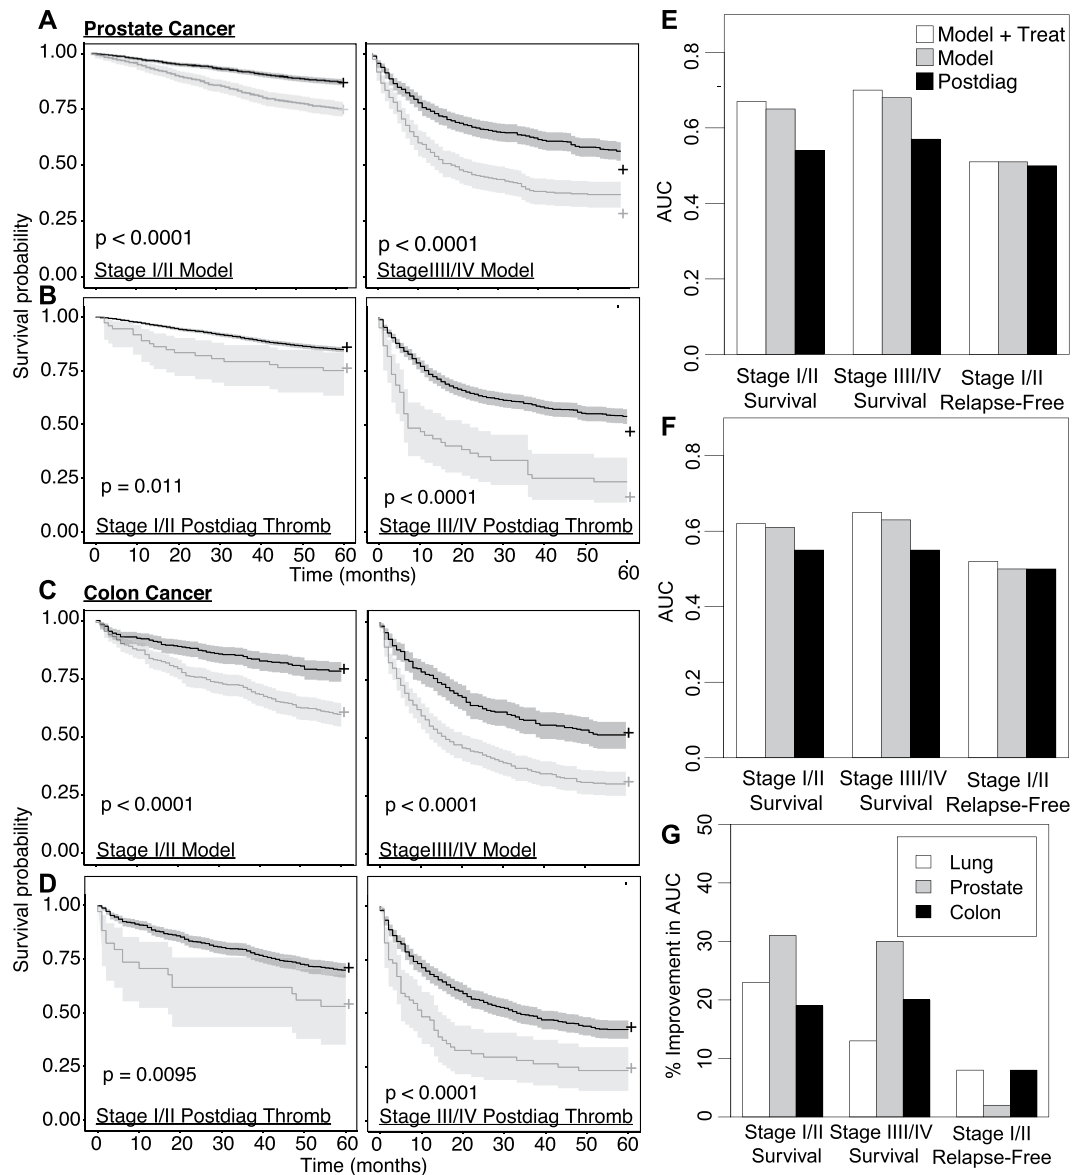 A
Prostate Cancer
1.00
0.75
0.50
0.25
0.00
p < 0.0001
Stage I/II Model
p < 0.0001
StageIIII/IV Model
Survival probability
B
1.00
0.75
0.50
0.25
0.00
p = 0.011
Stage I/II Postdiag Thromb
p < 0.0001
Stage III/IV Postdiag Thromb
0 10 20 30 40 50 60
0 10 20 30 40 50
60
Time (months)
C
Colon Cancer
1.00
0.75
0.50
0.25
0.00
p < 0.0001
Stage I/II Model
p < 0.0001
StageIIII/IV Model
Survival probability
D
1.00
0.75
0.50
0.25
0.00
p = 0.0095
Stage I/II Postdiag Thromb
p < 0.0001
Stage III/IV Postdiag Thromb
0 10 20 30 40 50 60
0 10 20 30 40 50 60
Time (months)
E
Model + Treat
Model
Postdiag
AUC
0.8
0.6
0.4
0.2
0.0
Stage I/II
Survival
Stage IIII/IV
Survival
Stage I/II
Relapse-Free
F
AUC
0.8
0.6
0.4
0.2
0.0
Stage I/II
Survival
Stage IIII/IV
Survival
Stage I/II
Relapse-Free
G
Lung
Prostate
Colon
% Improvement in AUC
50
40
30
20
10
0
Stage I/II
Survival
Stage IIII/IV
Survival
Stage I/II
Relapse-Free